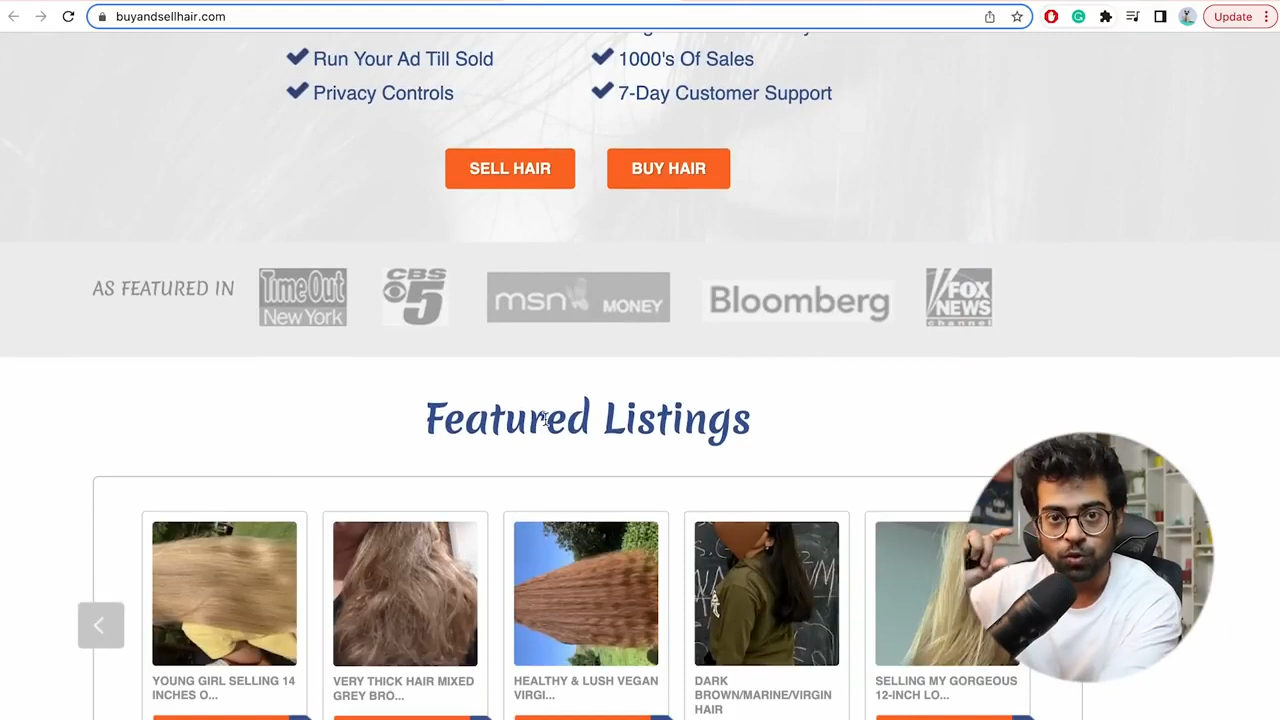 buyandsellhair.com
Update
Run Your Ad Till Sold
1000's Of Sales
Privacy Controls
7-Day Customer Support
SELL HAIR
BUY HAIR
AS FEATURED IN
TimeOut
New York
CBS
5
msn
MONEY
Bloomberg
FOX
NEWS
channel
Featured Listings
YOUNG GIRL SELLING 14
INCHES O...
VERY THICK HAIR MIXED
GREY BRO...
HEALTHY & LUSH VEGAN
VIRGI...
DARK
BROWN/MARINE/VIRGIN
HAIR
SELLING MY GORGEOUS
12-INCH LO...